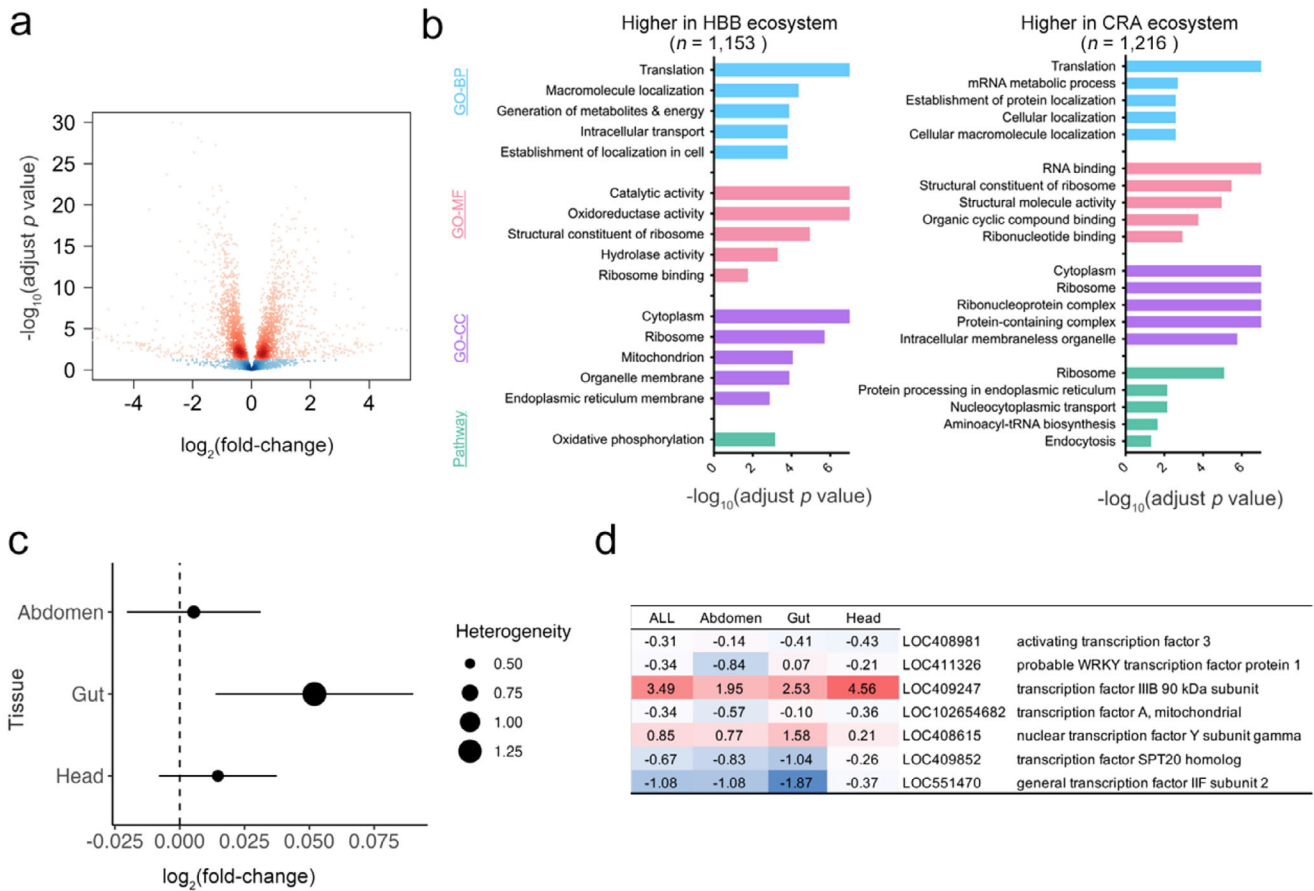 a
-log10(adjust p value)
30
25
20
15
10
5
0
-4 -2 0 2 4
log2(fold-change)
b
Higher in HBB ecosystem
(n = 1,153 )
GO-BP
Translation
Macromolecule localization
Generation of metabolites & energy
Intracellular transport
Establishment of localization in cell
GO-MF
Catalytic activity
Oxidoreductase activity
Structural constituent of ribosome
Hydrolase activity
Ribosome binding
GO-CC
Cytoplasm
Ribosome
Mitochondrion
Organelle membrane
Endoplasmic reticulum membrane
Pathway
Oxidative phosphorylation
0 2 4 6
-log10(adjust p value)
Higher in CRA ecosystem
(n = 1,216 )
Translation
mRNA metabolic process
Establishment of protein localization
Cellular localization
Cellular macromolecule localization
RNA binding
Structural constituent of ribosome
Structural molecule activity
Organic cyclic compound binding
Ribonucleotide binding
Cytoplasm
Ribosome
Ribonucleoprotein complex
Protein-containing complex
Intracellular membraneless organelle
Ribosome
Protein processing in endoplasmic reticulum
Nucleocytoplasmic transport
Aminoacyl-tRNA biosynthesis
Endocytosis
0 2 4 6
-log10(adjust p value)
c
Tissue
Abdomen
Gut
Head
-0.025 0.000 0.025 0.050 0.075
log2(fold-change)
Heterogeneity
0.50
0.75
1.00
1.25
d
ALL Abdomen Gut Head
-0.31 -0.14 -0.41 -0.43 LOC408981 activating transcription factor 3
-0.34 -0.84 0.07 -0.21 LOC411326 probable WRKY transcription factor protein 1
3.49 1.95 2.53 4.56 LOC409247 transcription factor IIIB 90 kDa subunit
-0.34 -0.57 -0.10 -0.36 LOC102654682 transcription factor A, mitochondrial
0.85 0.77 1.58 0.21 LOC408615 nuclear transcription factor Y subunit gamma
-0.67 -0.83 -1.04 -0.26 LOC409852 transcription factor SPT20 homolog
-1.08 -1.08 -1.87 -0.37 LOC551470 general transcription factor IIF subunit 2